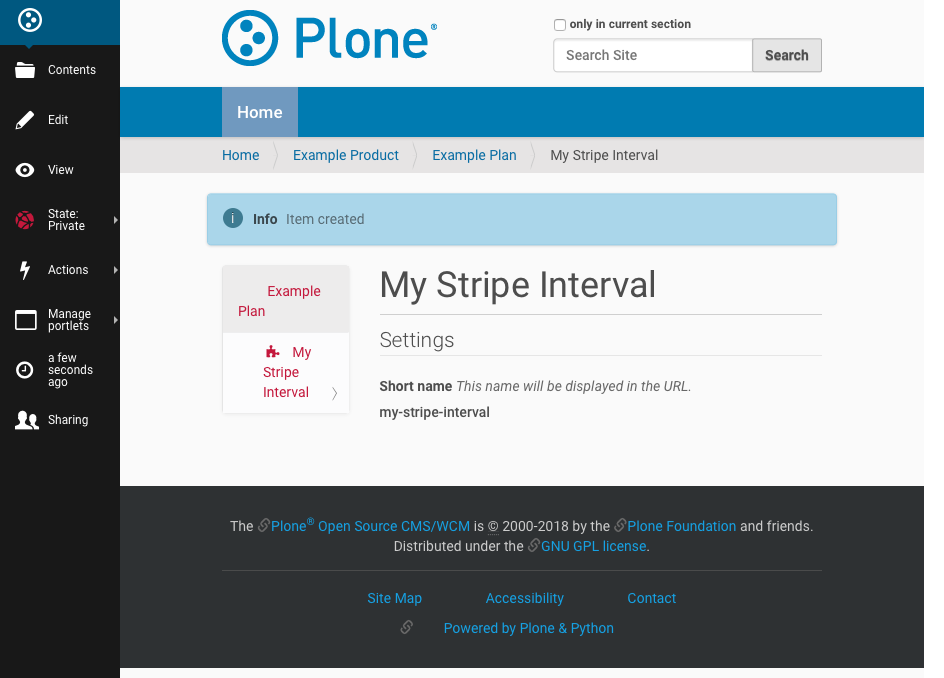 Contents
Edit
View
State:
Private
Actions
Manage
portlets
a few
seconds
ago
Sharing
Plone®
only in current section
Search Site
Search
Home
Home
Example Product
Example Plan
My Stripe Interval
i Info Item created
Example
Plan
My
Stripe
Interval
My Stripe Interval
Settings
Short name This name will be displayed in the URL.
my-stripe-interval
The Plone® Open Source CMS/WCM is © 2000-2018 by the Plone Foundation and friends.
Distributed under the GNU GPL license.
Site Map
Accessibility
Contact
Powered by Plone & Python